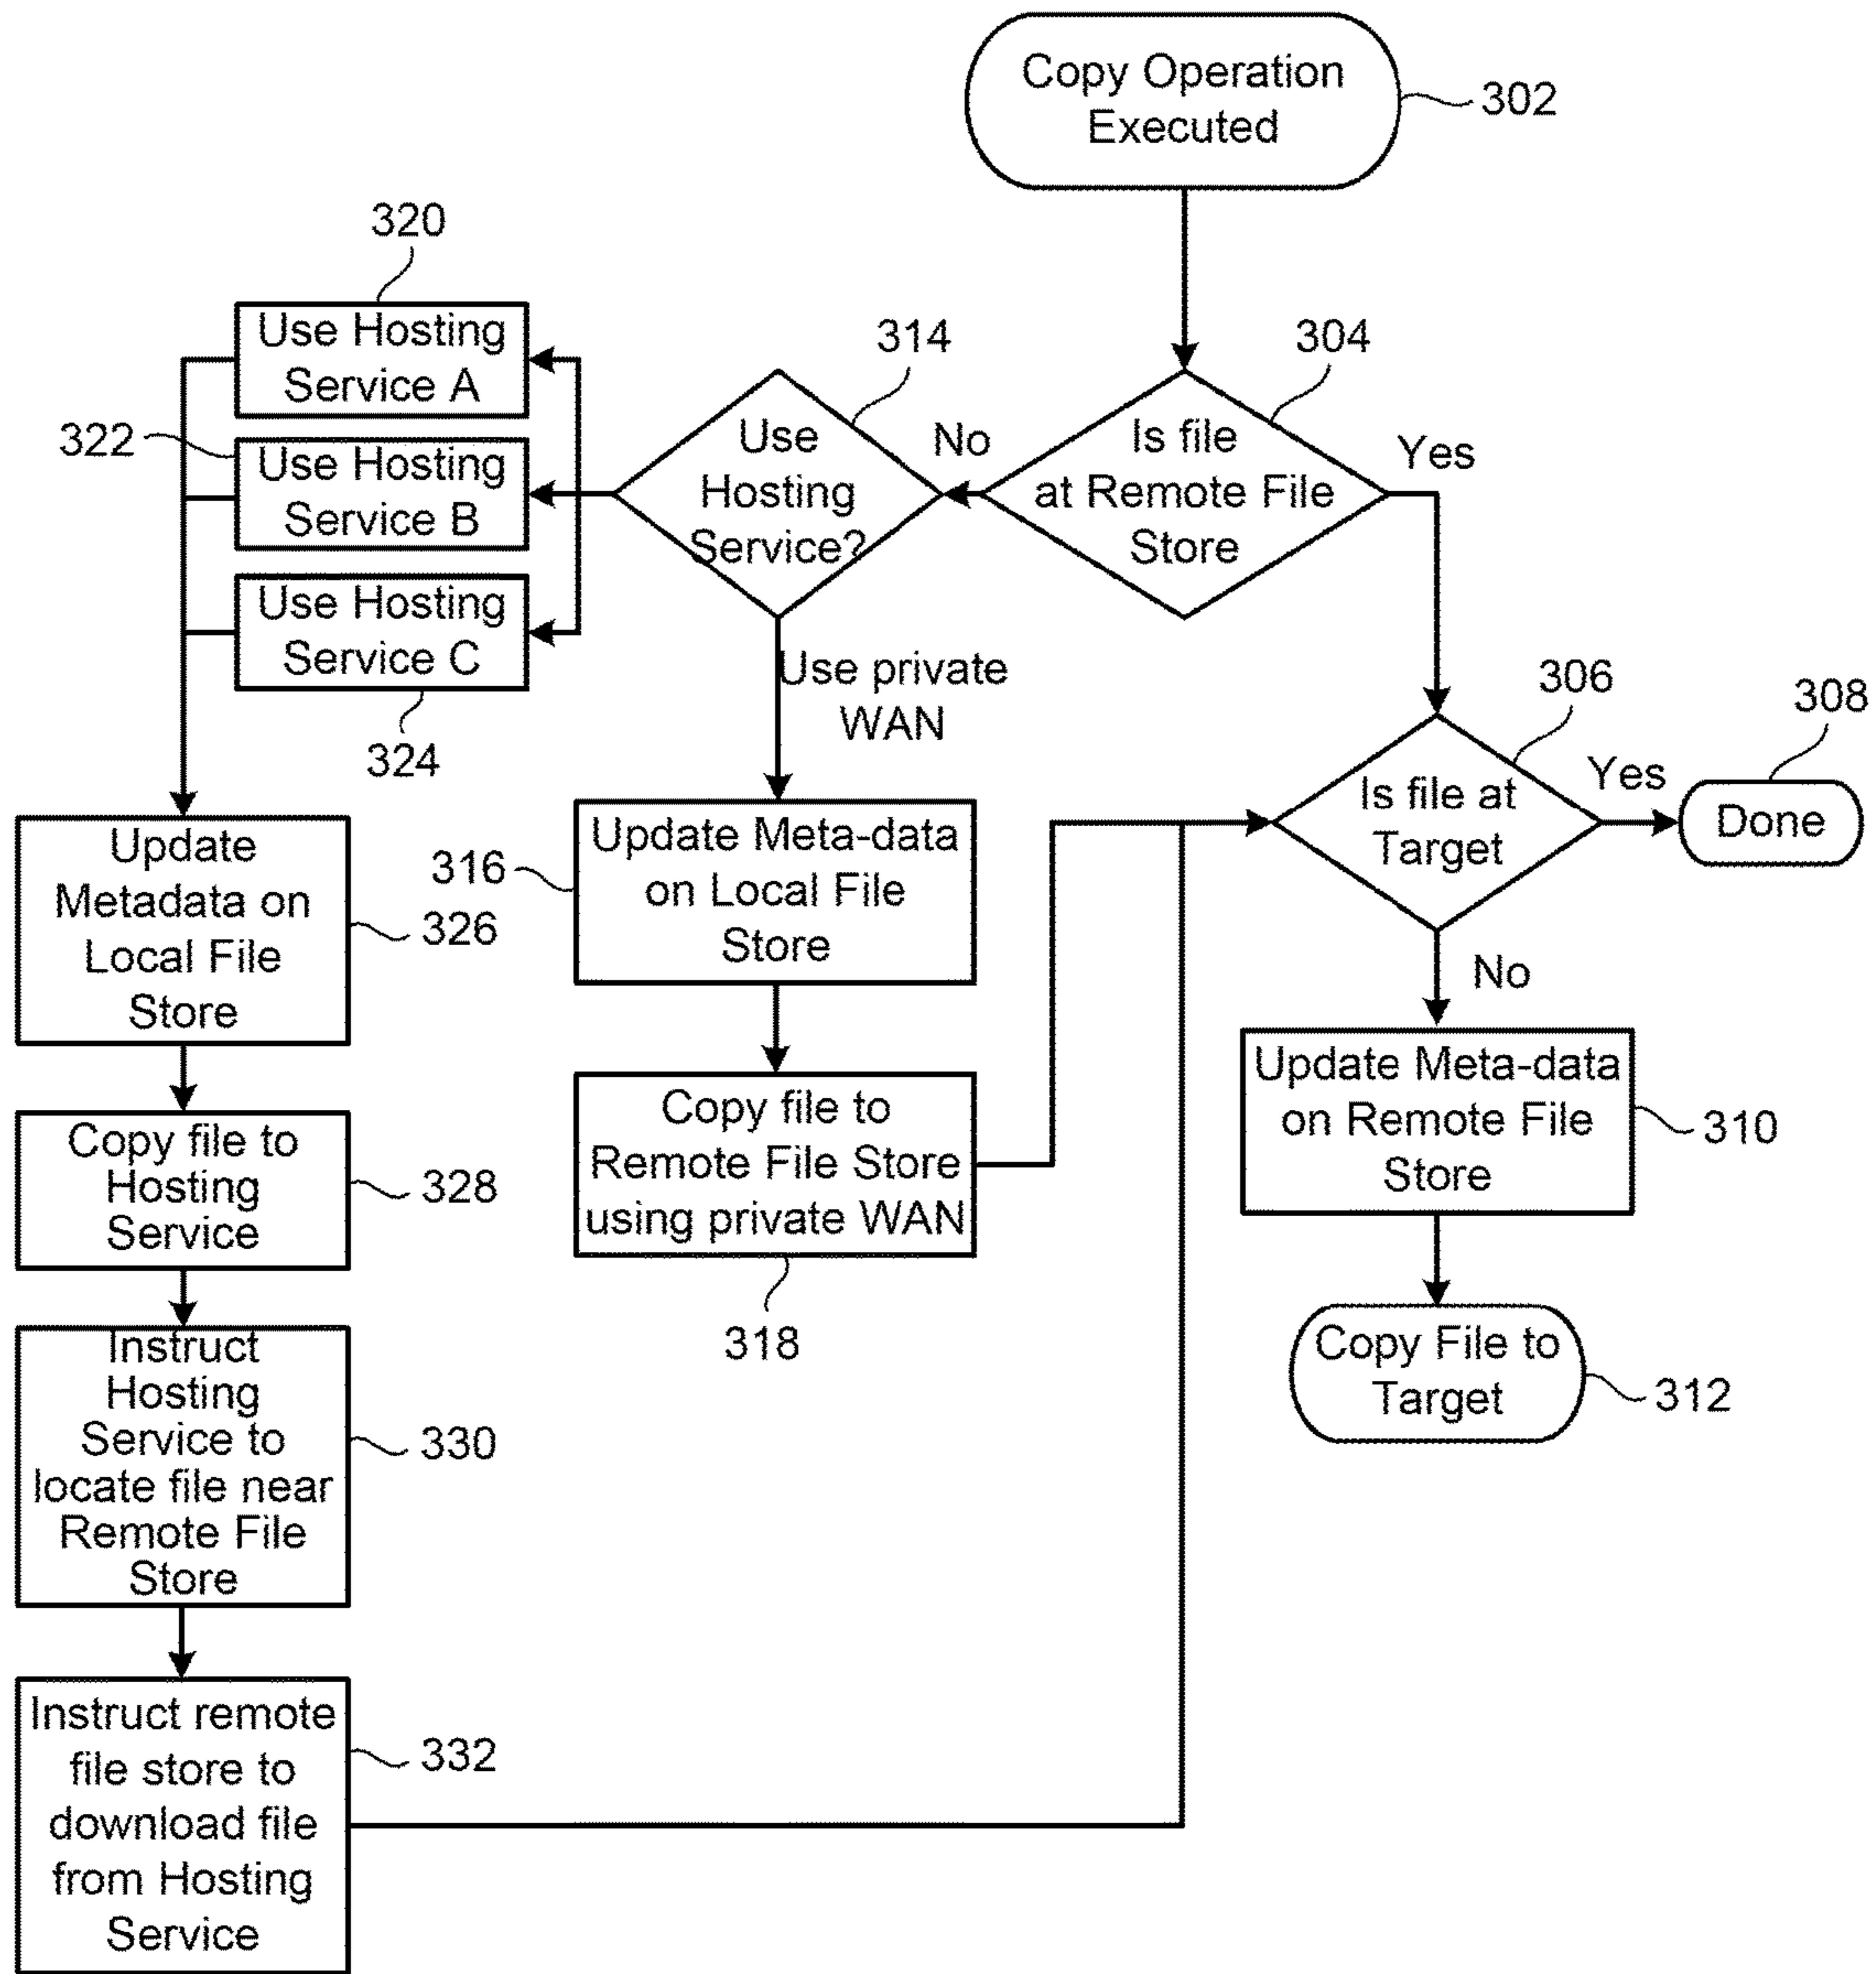 Copy Operation
Executed
302
320
Use Hosting
Service A
314
304
322
Use Hosting
Service B
Use
Hosting
Service?
No
Is file
at Remote File
Store
Yes
Use Hosting
Service C
324
Use private
WAN
306
308
Update
Metadata on
Local File
Store
326
316
Update Meta-data
on Local File
Store
Is file at
Target
Yes
Done
No
Copy file to
Hosting
Service
328
Copy file to
Remote File Store
using private WAN
318
Update Meta-data
on Remote File
Store
310
Instruct
Hosting
Service to
locate file near
Remote File
Store
330
Copy File to
Target
312
Instruct remote
file store to
download file
from Hosting
Service
332